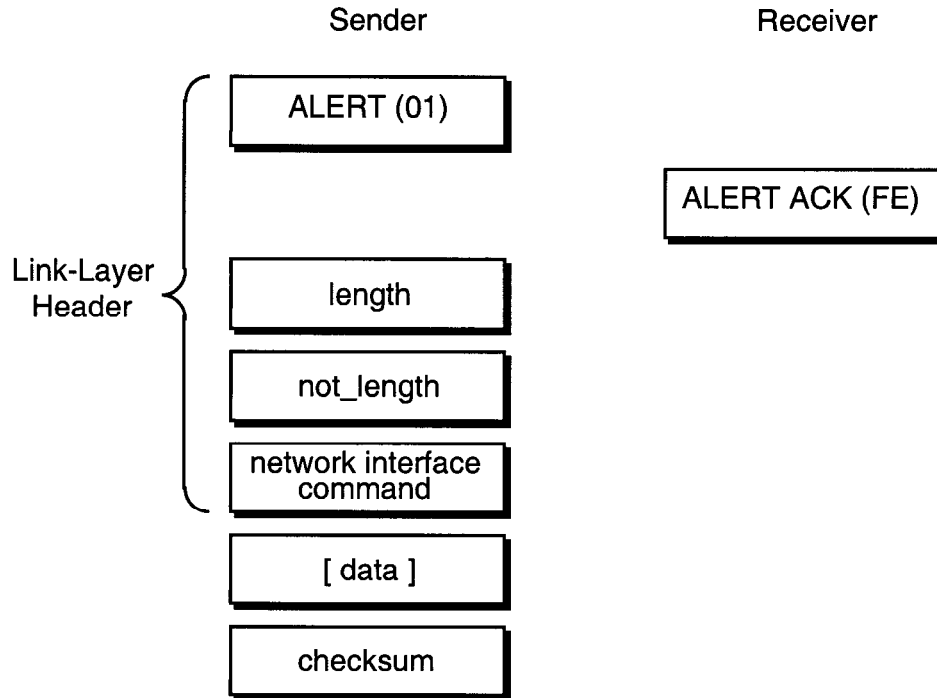 Sender
Receiver
ALERT (01)
ALERT ACK (FE)
Link-Layer
Header
length
not_length
network interface
command
[ data ]
checksum